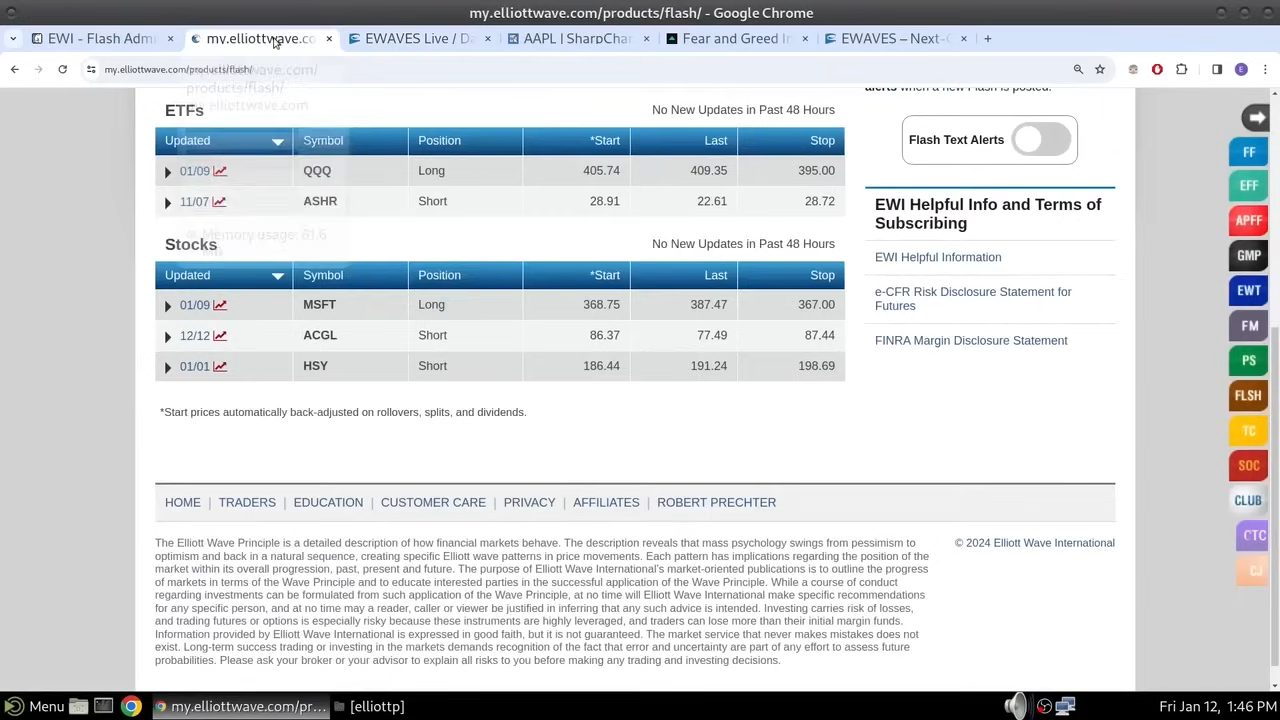 my.elliottwave.com/products/flash/ - Google Chrome
EWI - Flash Adm
my.elliottwave.co
EWAVES Live / Da
AAPL | SharpChar
Fear and Greed In
EWAVES – Next-G
my.elliottwave.com/products/flash/
E
alerts when a new Flash is posted.
ETFs
No New Updates in Past 48 Hours
Updated Symbol Position *Start Last Stop
01/09 QQQ Long 405.74 409.35 395.00
11/07 ASHR Short 28.91 22.61 28.72
Memory usage:
Stocks
No New Updates in Past 48 Hours
Updated Symbol Position *Start Last Stop
01/09 MSFT Long 368.75 387.47 367.00
12/12 ACGL Short 86.37 77.49 87.44
01/01 HSY Short 186.44 191.24 198.69
*Start prices automatically back-adjusted on rollovers, splits, and dividends.
Flash Text Alerts
EWI Helpful Info and Terms of
Subscribing
EWI Helpful Information
e-CFR Risk Disclosure Statement for
Futures
FINRA Margin Disclosure Statement
FF
EFF
APFF
GMP
EWT
FM
PS
FLSH
TC
SOC
CLUB
CTC
CJ
HOME | TRADERS | EDUCATION | CUSTOMER CARE | PRIVACY | AFFILIATES | ROBERT PRECHTER
The Elliott Wave Principle is a detailed description of how financial markets behave. The description reveals that mass psychology swings from pessimism to
optimism and back in a natural sequence, creating specific Elliott wave patterns in price movements. Each pattern has implications regarding the position of the
market within its overall progression, past, present and future. The purpose of Elliott Wave International's market-oriented publications is to outline the progress
of markets in terms of the Wave Principle and to educate interested parties in the successful application of the Wave Principle. While a course of conduct
regarding investments can be formulated from such application of the Wave Principle, at no time will Elliott Wave International make specific recommendations
for any specific person, and at no time may a reader, caller or viewer be justified in inferring that any such advice is intended. Investing carries risk of losses,
and trading futures or options is especially risky because these instruments are highly leveraged, and traders can lose more than their initial margin funds.
Information provided by Elliott Wave International is expressed in good faith, but it is not guaranteed. The market service that never makes mistakes does not
exist. Long-term success trading or investing in the markets demands recognition of the fact that error and uncertainty are part of any effort to assess future
probabilities. Please ask your broker or your advisor to explain all risks to you before making any trading and investing decisions.
© 2024 Elliott Wave International
Menu
my.elliottwave.com/pr...
[elliottp]
Fri Jan 12, 1:46 PM